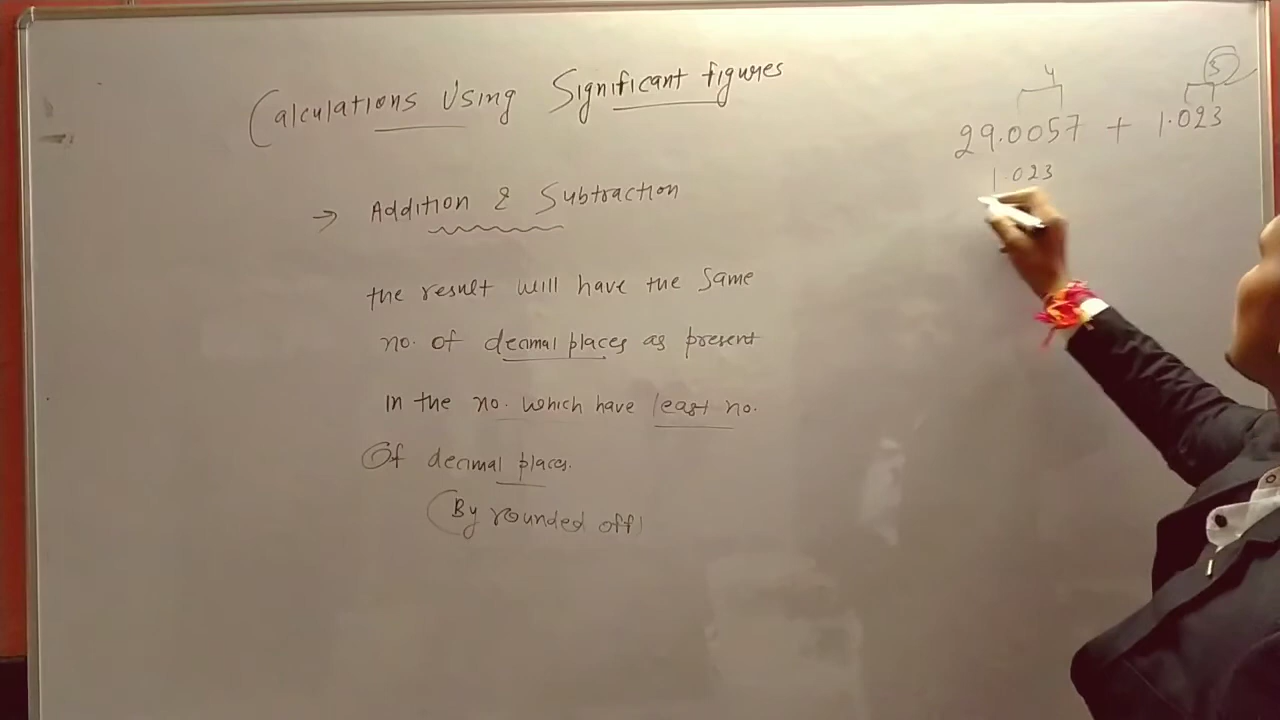 Calculations Using Significant figures
→ Addition & Subtraction
the result will have the same
no. of decimal places as present
in the no. which have least no.
Of decimal places.
By rounded off
4
3
29.0057 + 1.023
1.023